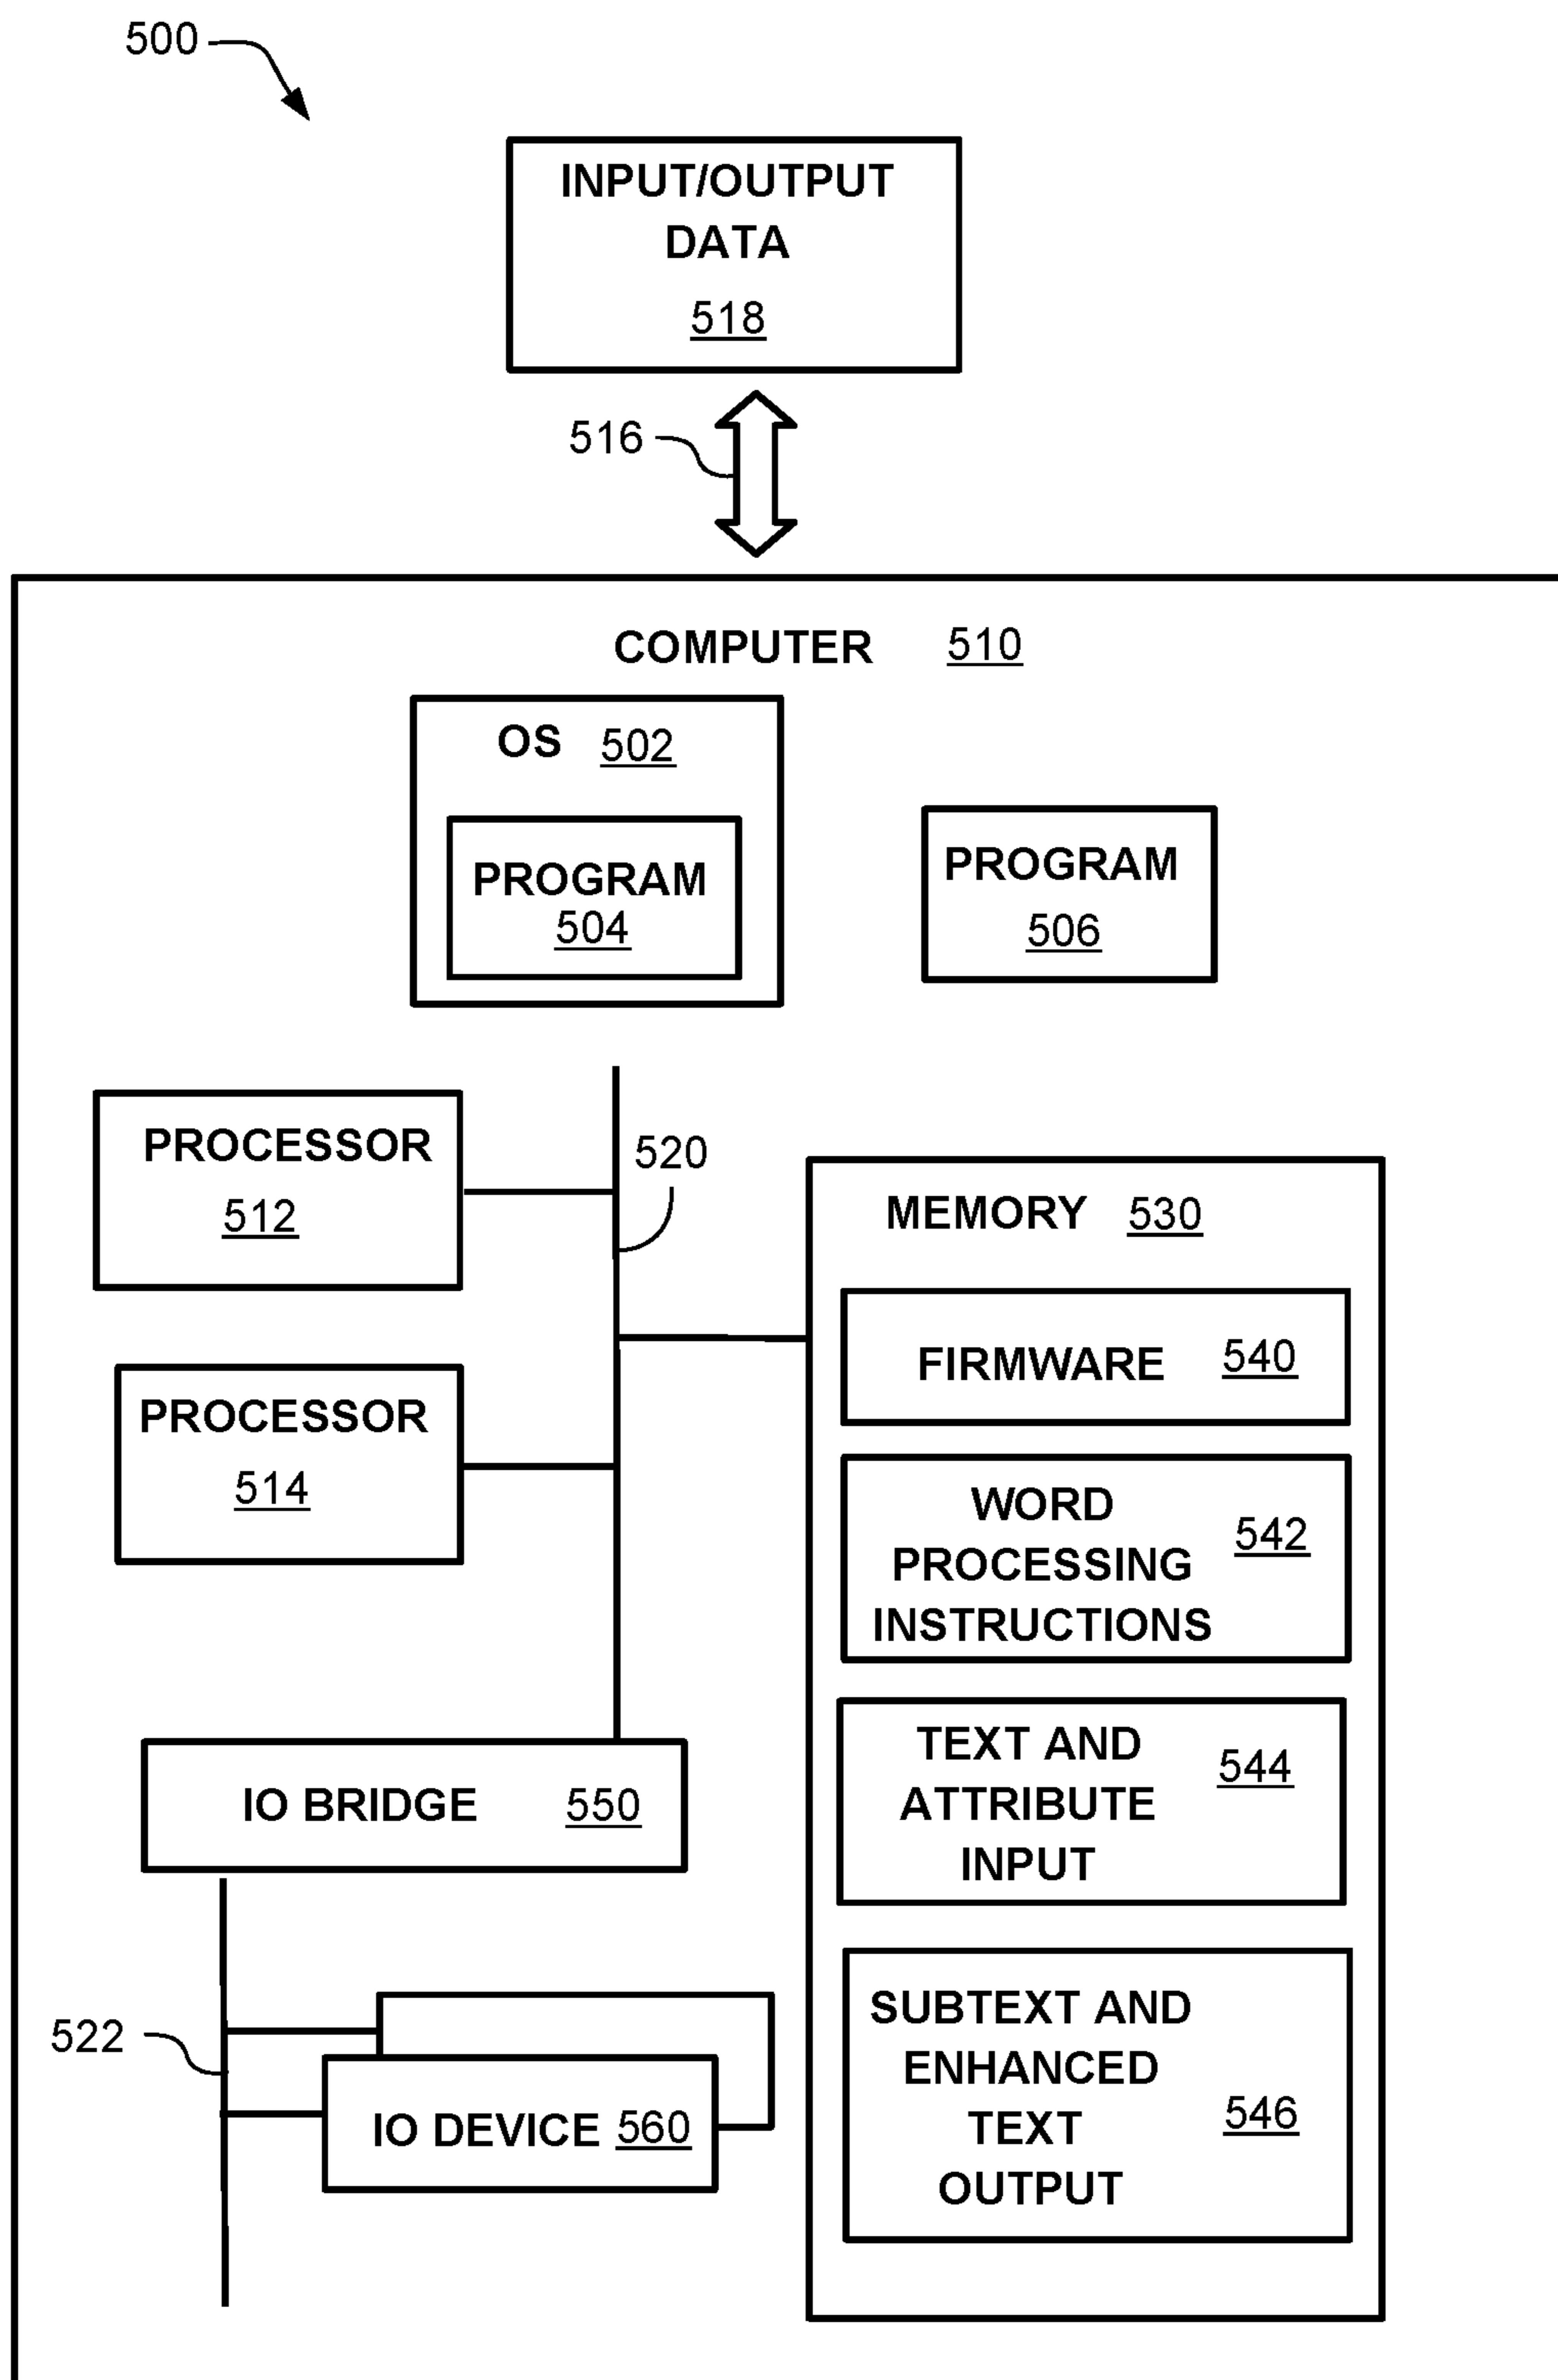 500
INPUT/OUTPUT
DATA
518
516
COMPUTER 510
OS 502
PROGRAM
504
PROGRAM
506
PROCESSOR
512
520
PROCESSOR
514
MEMORY 530
FIRMWARE 540
WORD
PROCESSING
INSTRUCTIONS
542
TEXT AND
ATTRIBUTE
INPUT
544
SUBTEXT AND
ENHANCED
TEXT
OUTPUT
546
IO BRIDGE 550
522
IO DEVICE 560